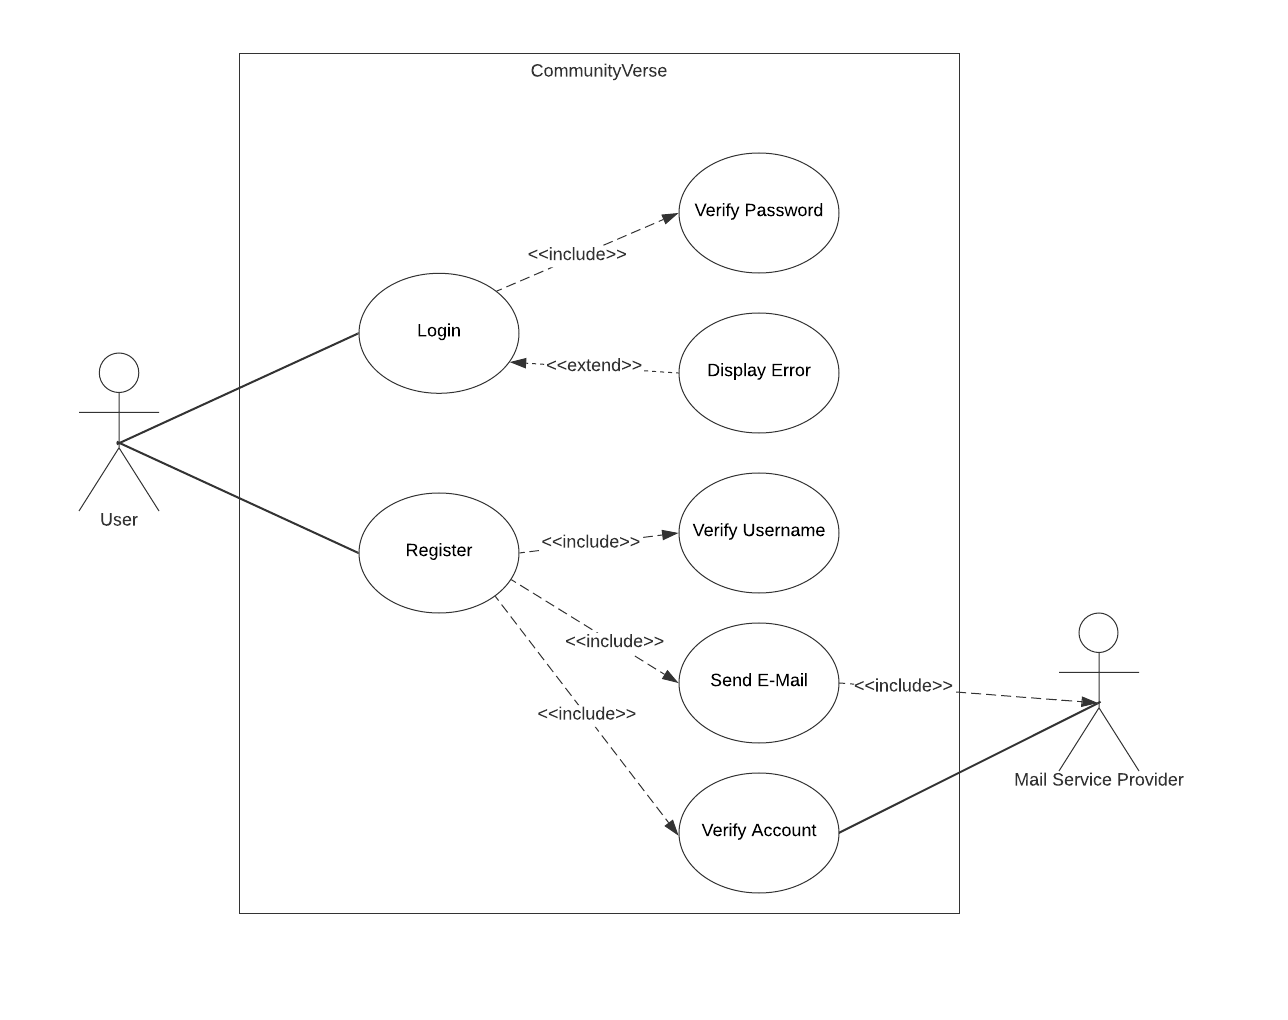 CommunityVerse
Verify Password
<<include>>
Login
<<extend>>
Display Error
User
Register
<<include>>
Verify Username
<<include>>
Send E-Mail
<<include>>
<<include>>
Mail Service Provider
Verify Account